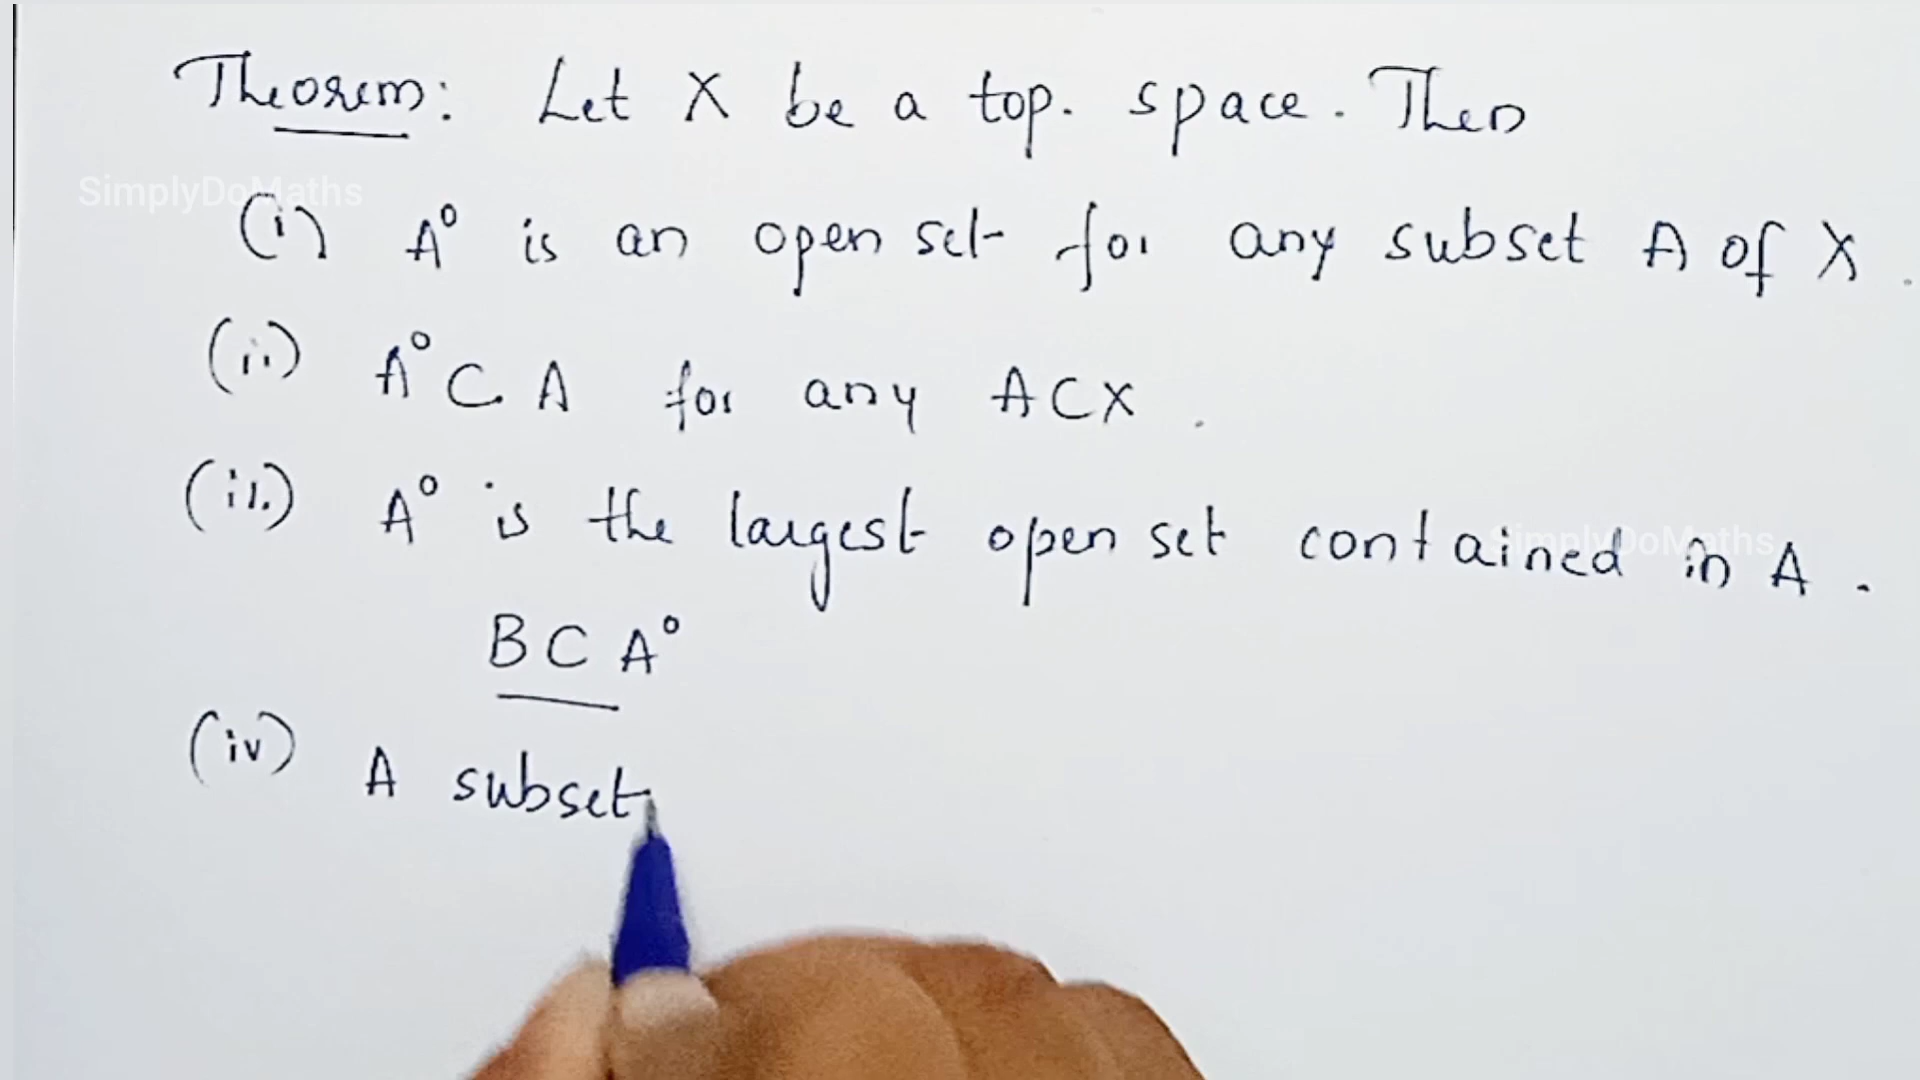 Theorem: Let X be a top. space. Then
SimplyDoMaths
(i) A° is an open set for any subset A of X.
(ii) A° ⊂ A for any A ⊂ X.
(iii) A° is the largest open set contained in A.
SimplyDoMaths
B ⊂ A°
(iv) A subset